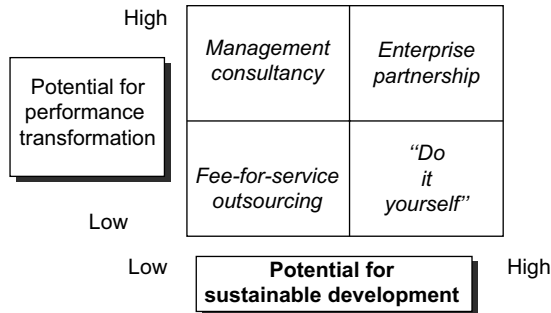 High
Management
consultancy
Enterprise
partnership
Potential for
performance
transformation
Fee-for-service
outsourcing
“Do
it
yourself”
Low
Low
Potential for
sustainable development
High